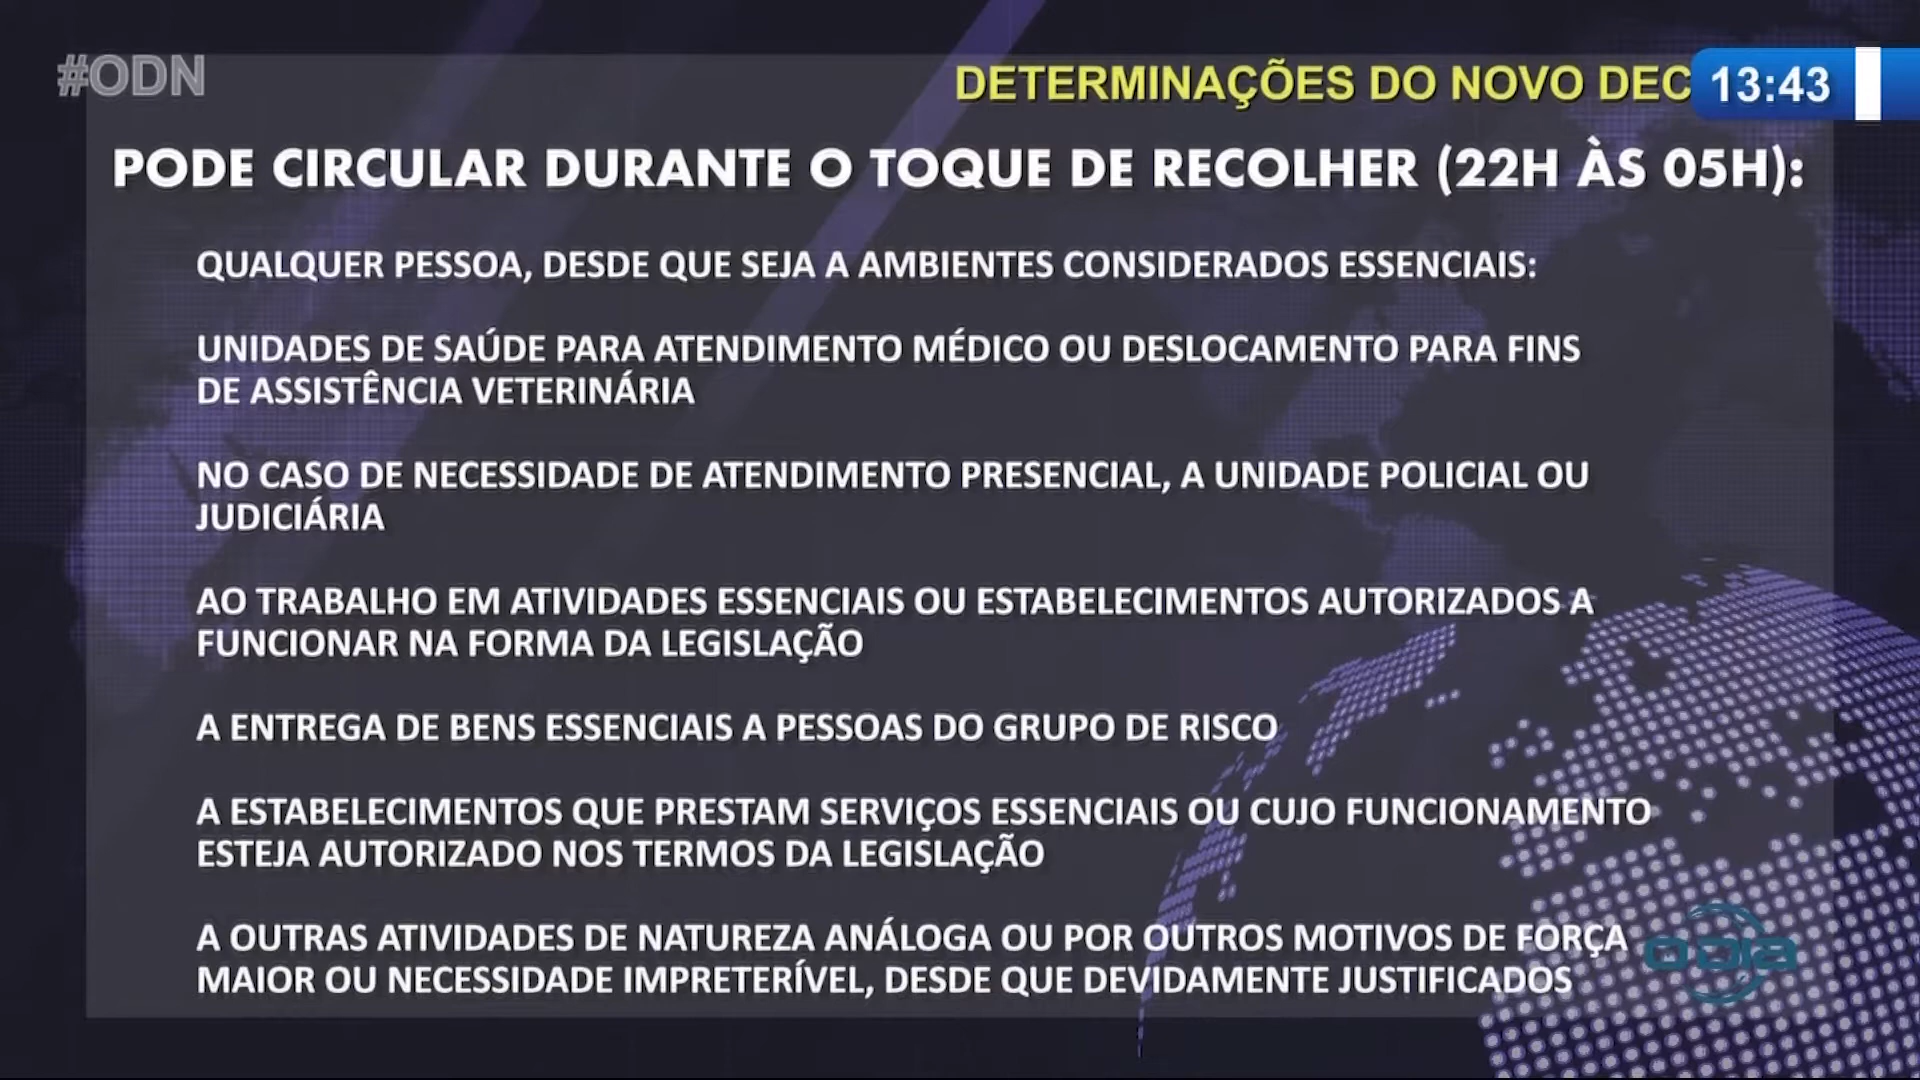 #ODN
DETERMINAÇÕES DO NOVO DEC
13:43
PODE CIRCULAR DURANTE O TOQUE DE RECOLHER (22H ÀS 05H):
QUALQUER PESSOA, DESDE QUE SEJA A AMBIENTES CONSIDERADOS ESSENCIAIS:
UNIDADES DE SAÚDE PARA ATENDIMENTO MÉDICO OU DESLOCAMENTO PARA FINS
DE ASSISTÊNCIA VETERINÁRIA
NO CASO DE NECESSIDADE DE ATENDIMENTO PRESENCIAL, A UNIDADE POLICIAL OU
JUDICIÁRIA
AO TRABALHO EM ATIVIDADES ESSENCIAIS OU ESTABELECIMENTOS AUTORIZADOS A
FUNCIONAR NA FORMA DA LEGISLAÇÃO
A ENTREGA DE BENS ESSENCIAIS A PESSOAS DO GRUPO DE RISCO
A ESTABELECIMENTOS QUE PRESTAM SERVIÇOS ESSENCIAIS OU CUJO FUNCIONAMENTO
ESTEJA AUTORIZADO NOS TERMOS DA LEGISLAÇÃO
A OUTRAS ATIVIDADES DE NATUREZA ANÁLOGA OU POR OUTROS MOTIVOS DE FORÇA
MAIOR OU NECESSIDADE IMPRETERÍVEL, DESDE QUE DEVIDAMENTE JUSTIFICADOS
O DIA